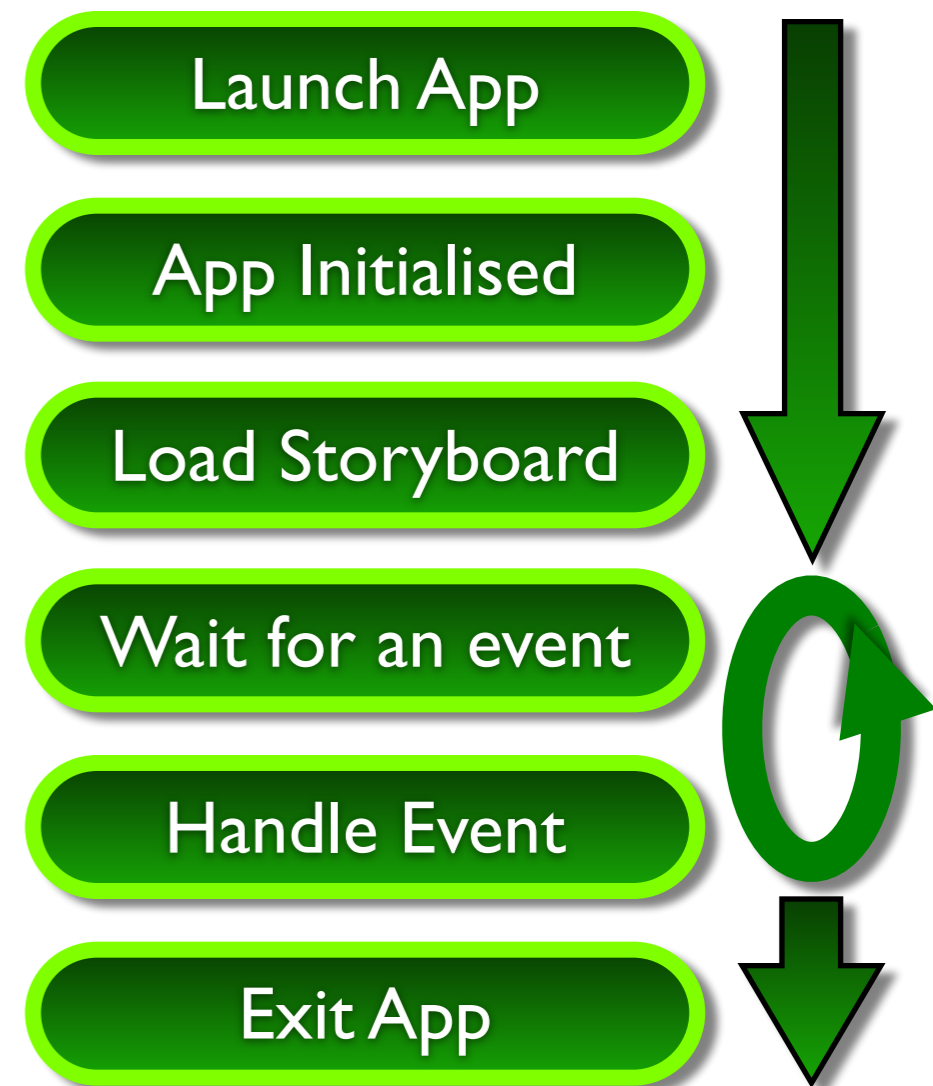 Launch App
App Initialised
Load Storyboard
Wait for an event
Handle Event
Exit App